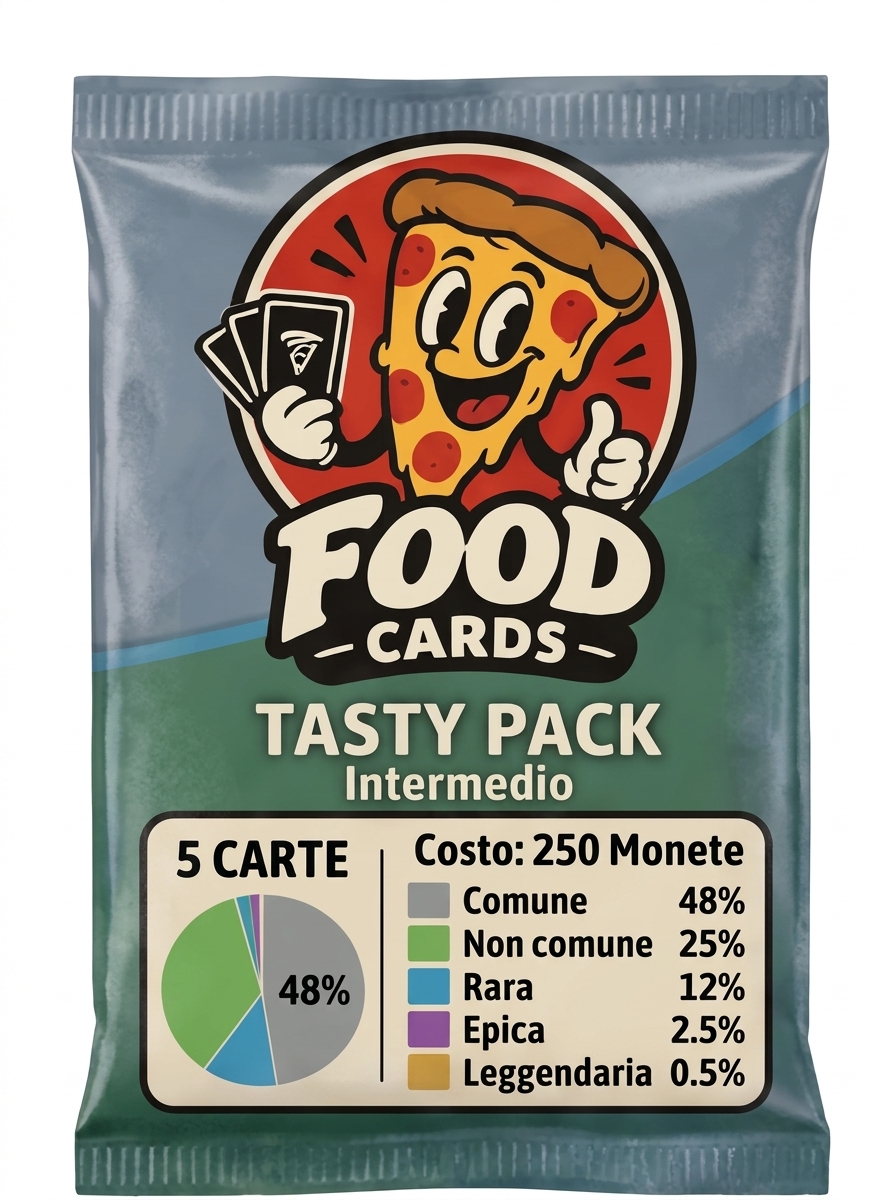 FOOD
CARDS
TASTY PACK
Intermedio
5 CARTE
48%
Costo: 250 Monete
Comune 48%
Non comune 25%
Rara 12%
Epica 2.5%
Leggendaria 0.5%